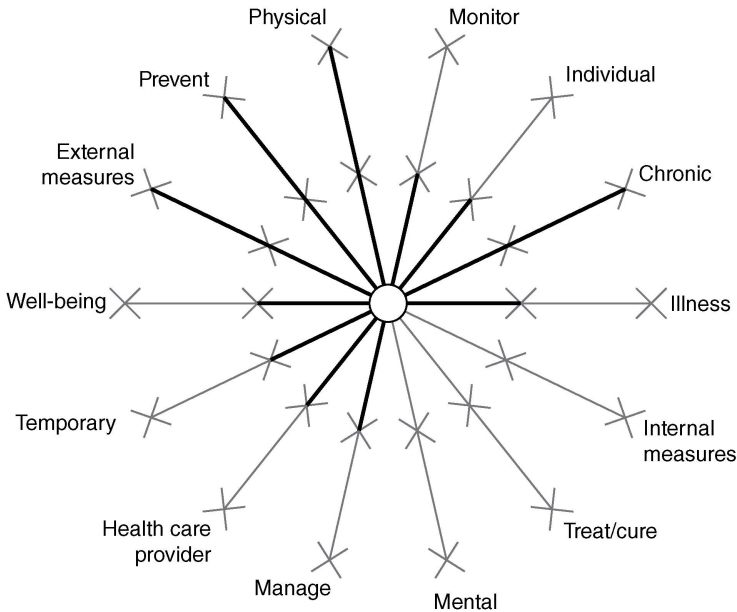 Physical
Monitor
Prevent
Individual
External
measures
Chronic
Well-being
Illness
Temporary
Internal
measures
Health care
provider
Treat/cure
Manage
Mental